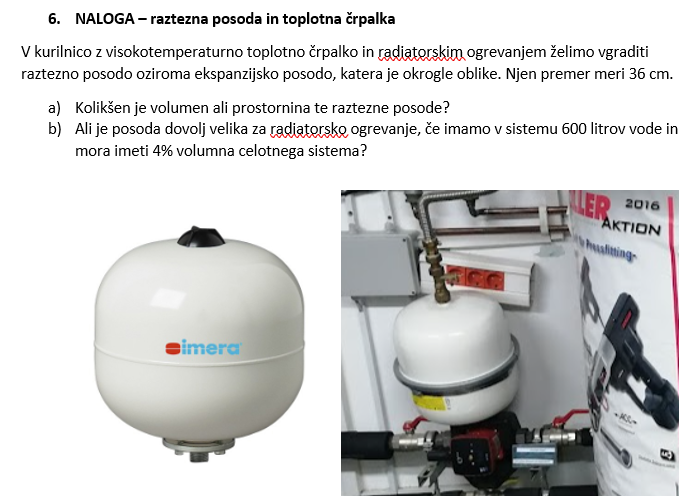 6. NALOGA – raztezna posoda in toplotna črpalka
V kurilnico z visokotemperaturno toplotno črpalko in radiatorskim ogrevanjem želimo vgraditi
raztezno posodo oziroma ekspanzijsko posodo, katera je okrogle oblike. Njen premer meri 36 cm.
a) Kolikšen je volumen ali prostornina te raztezne posode?
b) Ali je posoda dovolj velika za radiatorsko ogrevanje, če imamo v sistemu 600 litrov vode in
mora imeti 4% volumna celotnega sistema?
imera
LLER 2016
AKTION
Pressfitting-